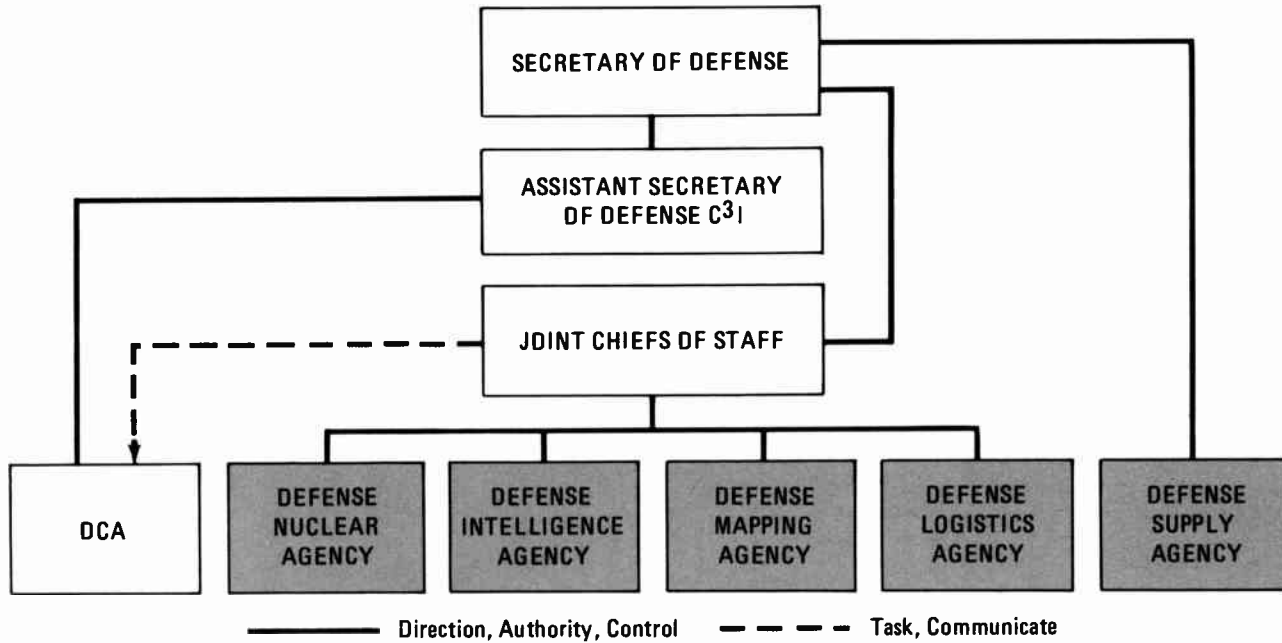 SECRETARY OF DEFENSE
ASSISTANT SECRETARY
OF DEFENSE C³I
JOINT CHIEFS OF STAFF
DCA
DEFENSE
NUCLEAR
AGENCY
DEFENSE
INTELLIGENCE
AGENCY
DEFENSE
MAPPING
AGENCY
DEFENSE
LOGISTICS
AGENCY
DEFENSE
SUPPLY
AGENCY
Direction, Authority, Control
Task, Communicate